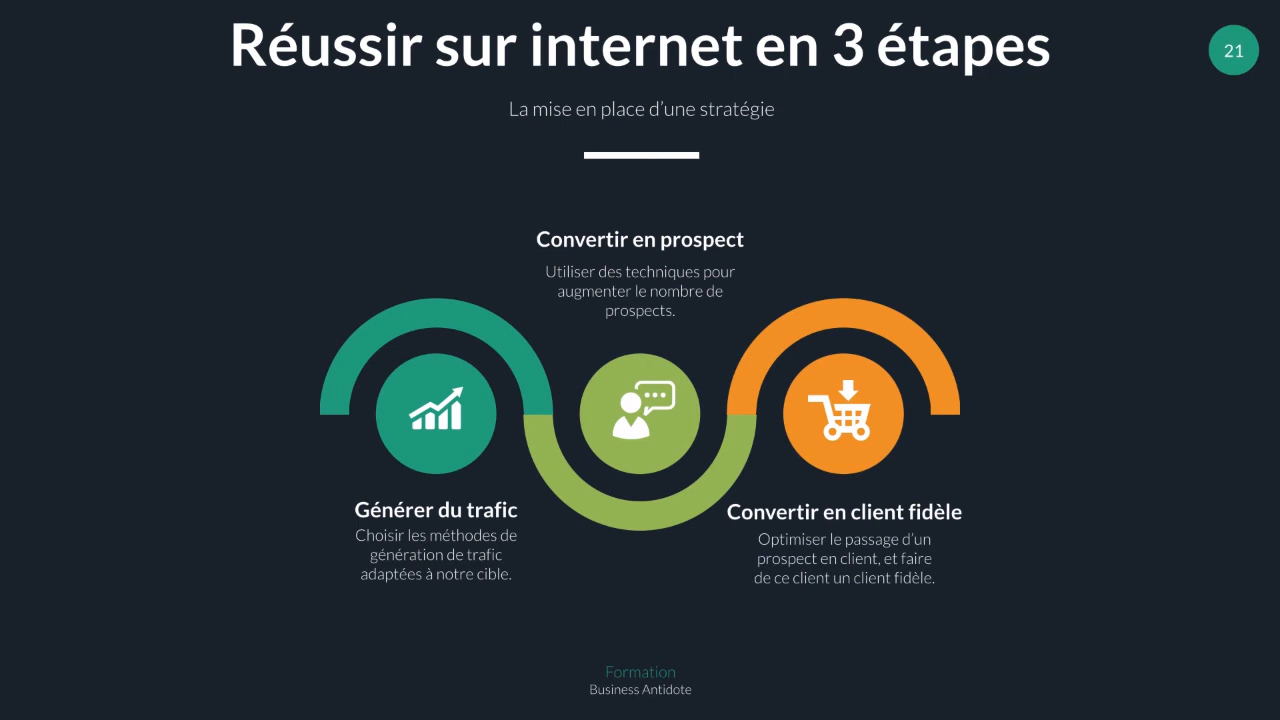 Réussir sur internet en 3 étapes
21
La mise en place d’une stratégie
Convertir en prospect
Utiliser des techniques pour
augmenter le nombre de
prospects.
Générer du trafic
Choisir les méthodes de
génération de trafic
adaptées à notre cible.
Convertir en client fidèle
Optimiser le passage d’un
prospect en client, et faire
de ce client un client fidèle.
Formation
Business Antidote